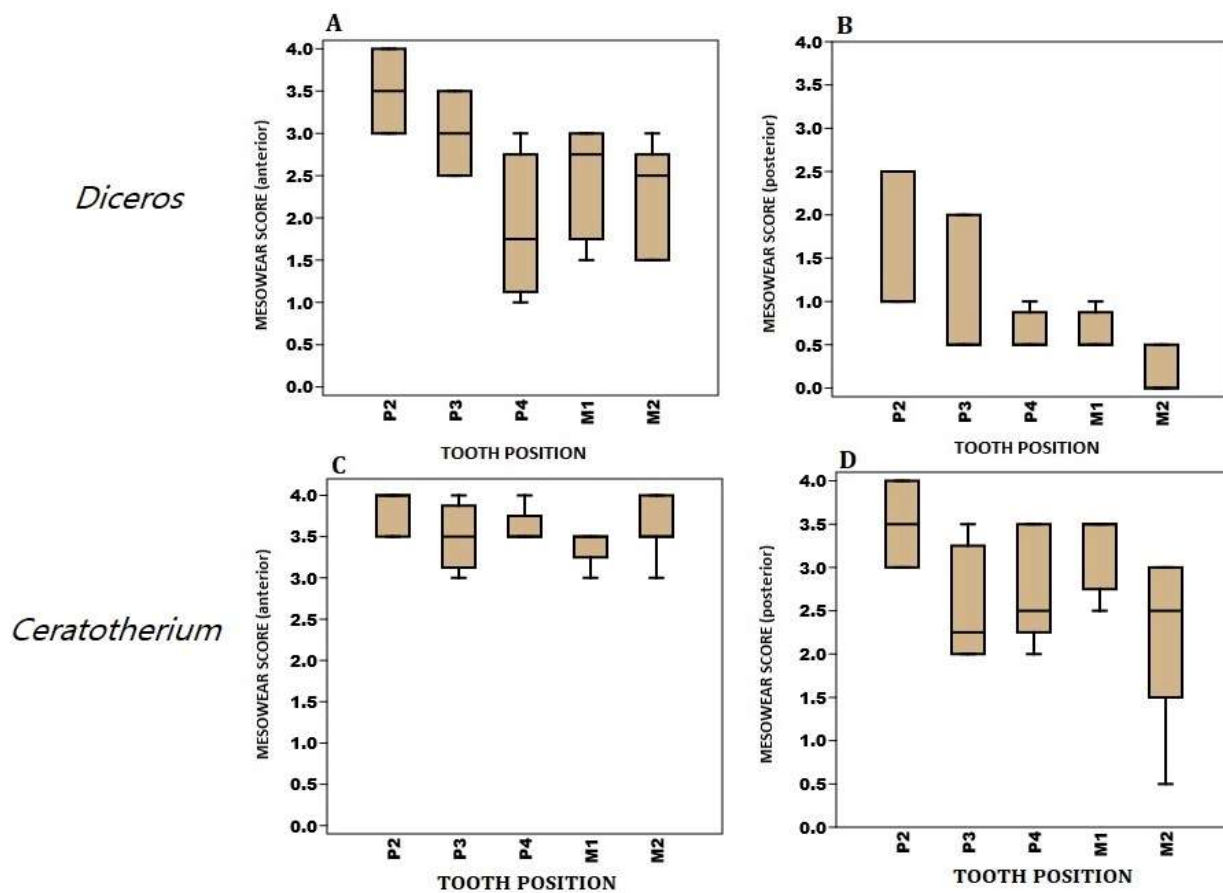 A
MESOWEAR SCORE (anterior)
4.0
3.5
3.0
2.5
2.0
1.5
1.0
0.5
0.0
P2 P3 P4 M1 M2
TOOTH POSITION
B
MESOWEAR SCORE (posterior)
4.0
3.5
3.0
2.5
2.0
1.5
1.0
0.5
0.0
P2 P3 P4 M1 M2
TOOTH POSITION
Diceros
C
MESOWEAR SCORE (anterior)
4.0
3.5
3.0
2.5
2.0
1.5
1.0
0.5
0.0
P2 P3 P4 M1 M2
TOOTH POSITION
D
MESOWEAR SCORE (posterior)
4.0
3.5
3.0
2.5
2.0
1.5
1.0
0.5
0.0
P2 P3 P4 M1 M2
TOOTH POSITION
Ceratotherium